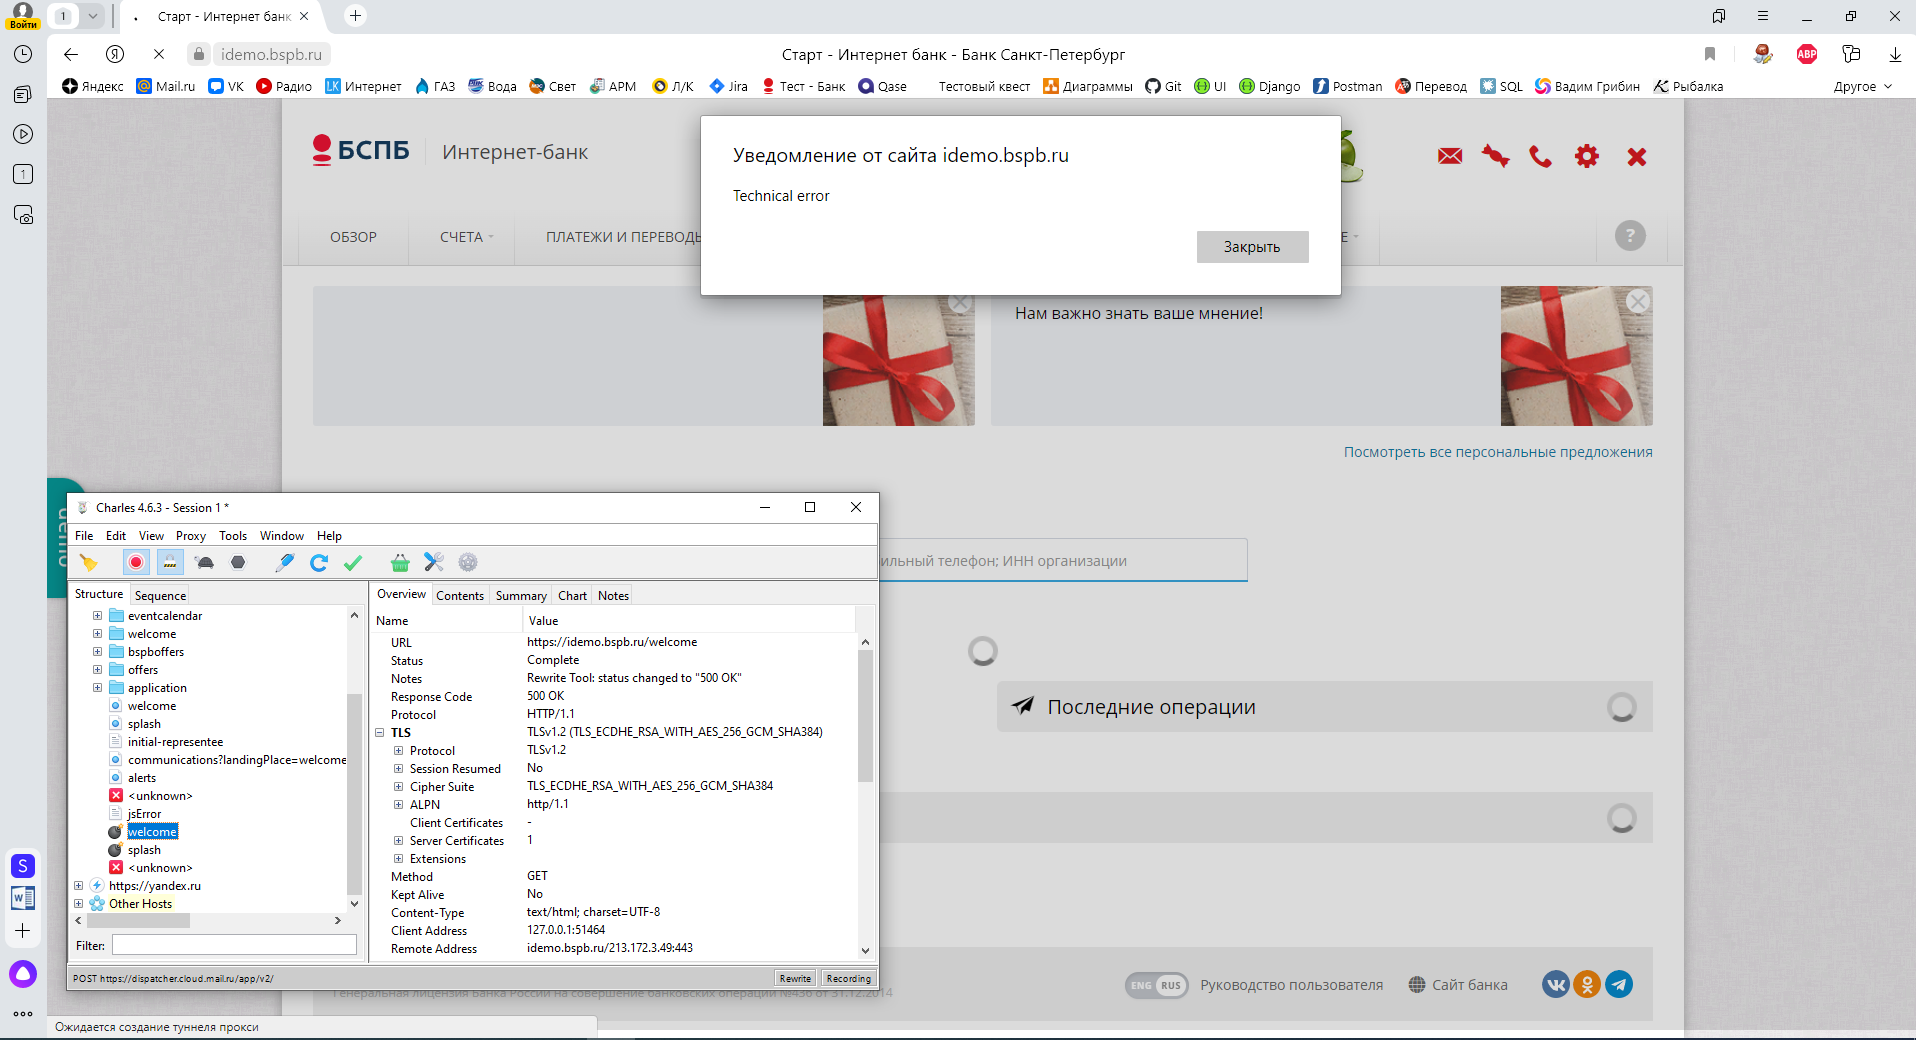 Войти
1
Старт - Интернет банк
idemo.bspb.ru
Старт - Интернет банк - Банк Санкт-Петербург
ABP
Яндекс
Mail.ru
VK
Радио
LK Интернет
ГАЗ
Вода
Свет
АРМ
Л/К
Jira
Тест - Банк
Qase
Тестовый квест
Диаграммы
Git
UI
Django
Postman
Перевод
SQL
Вадим Грибин
Рыбалка
Другое
1
БСПБ
Интернет-банк
Уведомление от сайта idemo.bspb.ru
Technical error
Закрыть
ОБЗОР
СЧЕТА
ПЛАТЕЖИ И ПЕРЕВОДЫ
Е
?
Нам важно знать ваше мнение!
Посмотреть все персональные предложения
ильный телефон; ИНН организации
Последние операции
Charles 4.6.3 - Session 1 *
File Edit View Proxy Tools Window Help
Structure
Sequence
eventcalendar
welcome
bspboffers
offers
application
welcome
splash
initial-representee
communications?landingPlace=welcome
alerts
<unknown>
jsError
welcome
splash
<unknown>
https://yandex.ru
Other Hosts
Filter:
Overview Contents Summary Chart Notes
Name Value
URL https://idemo.bspb.ru/welcome
Status Complete
Notes Rewrite Tool: status changed to "500 OK"
Response Code 500 OK
Protocol HTTP/1.1
TLS TLSv1.2 (TLS_ECDHE_RSA_WITH_AES_256_GCM_SHA384)
Protocol TLSv1.2
Session Resumed No
Cipher Suite TLS_ECDHE_RSA_WITH_AES_256_GCM_SHA384
ALPN http/1.1
Client Certificates -
Server Certificates 1
Extensions
Method GET
Kept Alive No
Content-Type text/html; charset=UTF-8
Client Address 127.0.0.1:51464
Remote Address idemo.bspb.ru/213.172.3.49:443
POST https://dispatcher.cloud.mail.ru/app/v2/
Rewrite
Recording
S
W
Генеральная лицензия Банка России на совершение банковских операций №436 от 31.12.2014
ENG RUS
Руководство пользователя
Сайт банка
Ожидается создание туннеля прокси